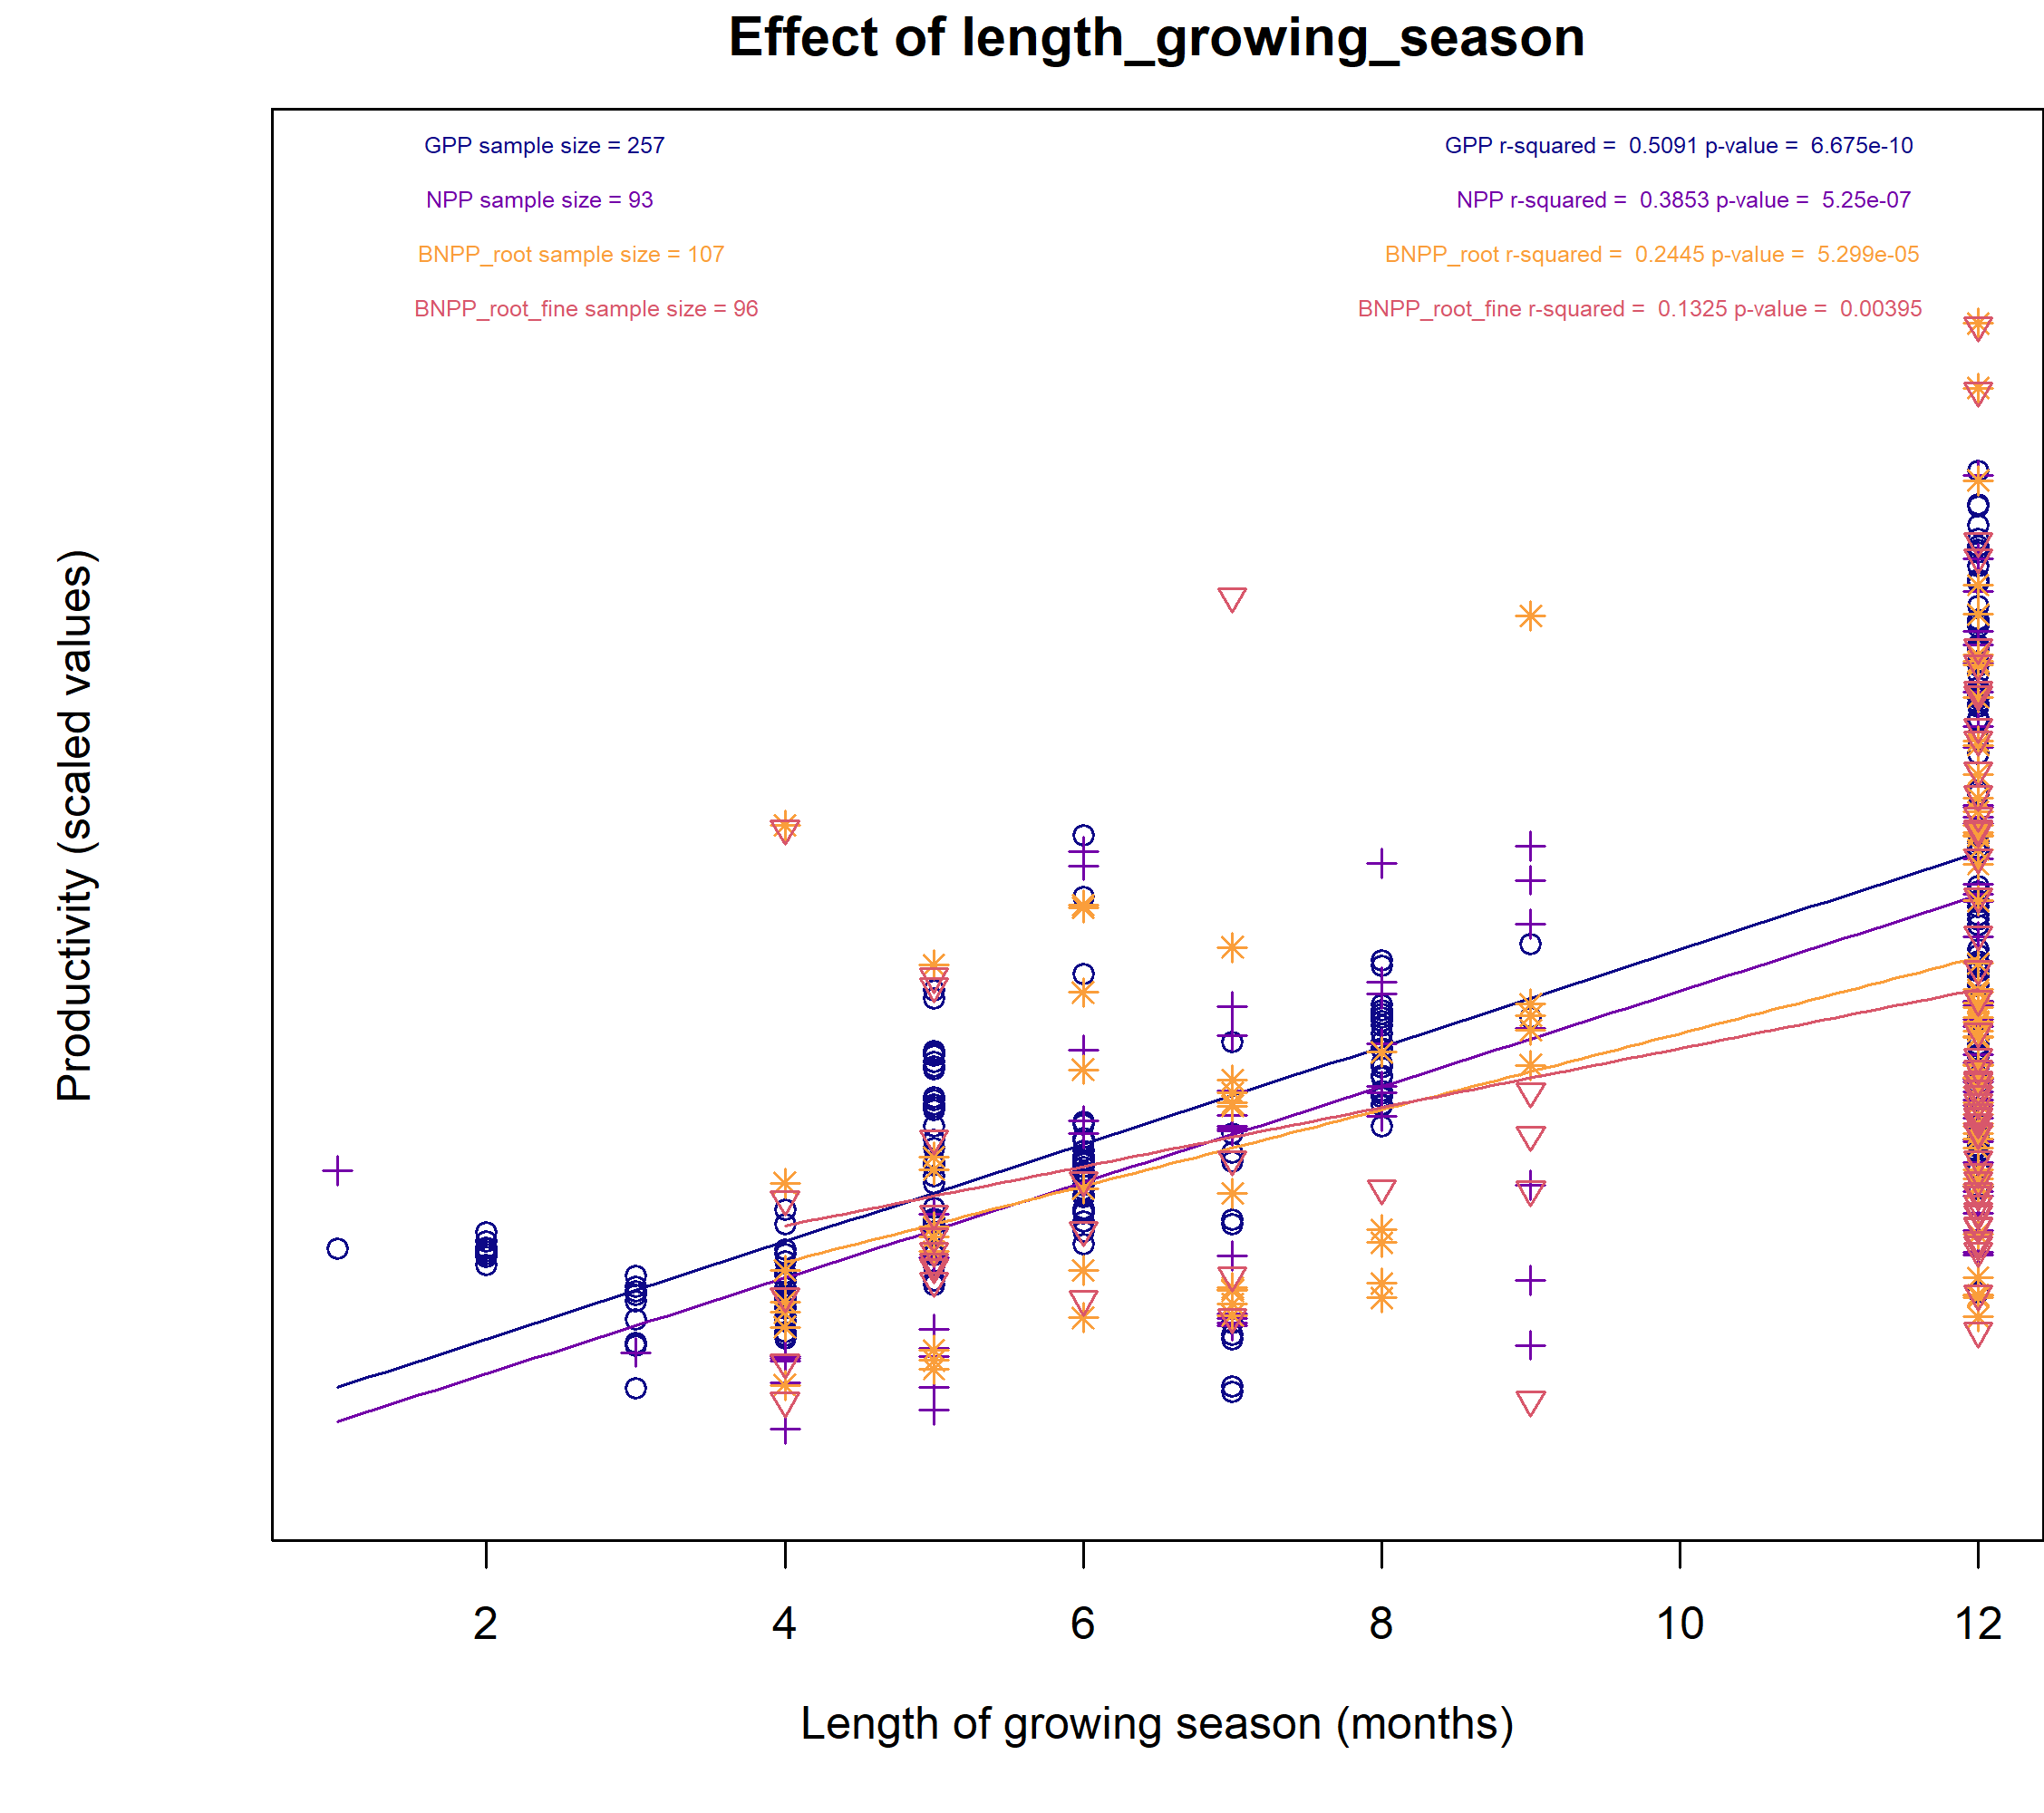 Effect of length_growing_season
GPP sample size = 257
GPP r-squared =  0.5091 p-value =  6.675e-10
NPP sample size = 93
NPP r-squared =  0.3853 p-value =  5.25e-07
BNPP_root sample size = 107
BNPP_root r-squared =  0.2445 p-value =  5.299e-05
BNPP_root_fine sample size = 96
BNPP_root_fine r-squared =  0.1325 p-value =  0.00395
Productivity (scaled values)
2 4 6 8 10 12
Length of growing season (months)